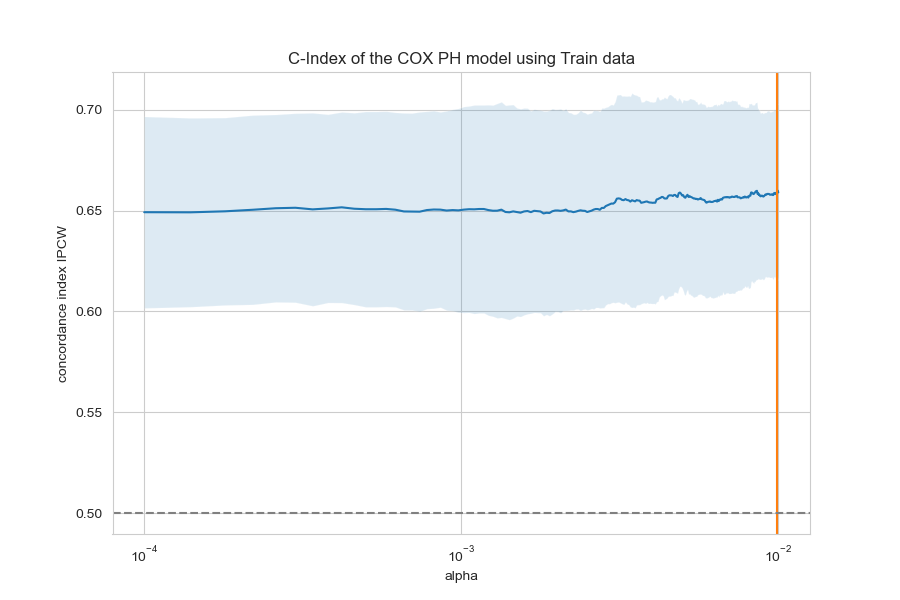 C-Index of the COX PH model using Train data
concordance index IPCW
0.70
0.65
0.60
0.55
0.50
10⁻⁴ 10⁻³ 10⁻²
alpha